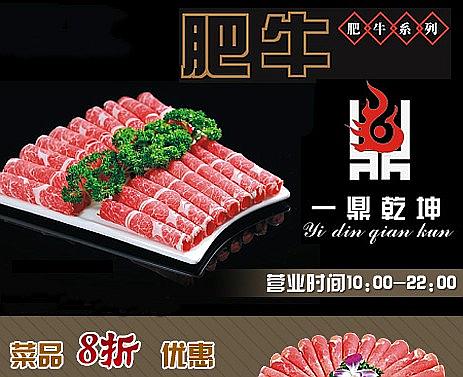 肥牛
肥牛系列
一鼎乾坤
Yi din qian kun
营业时间10:00-22:00
菜品 8折 优惠